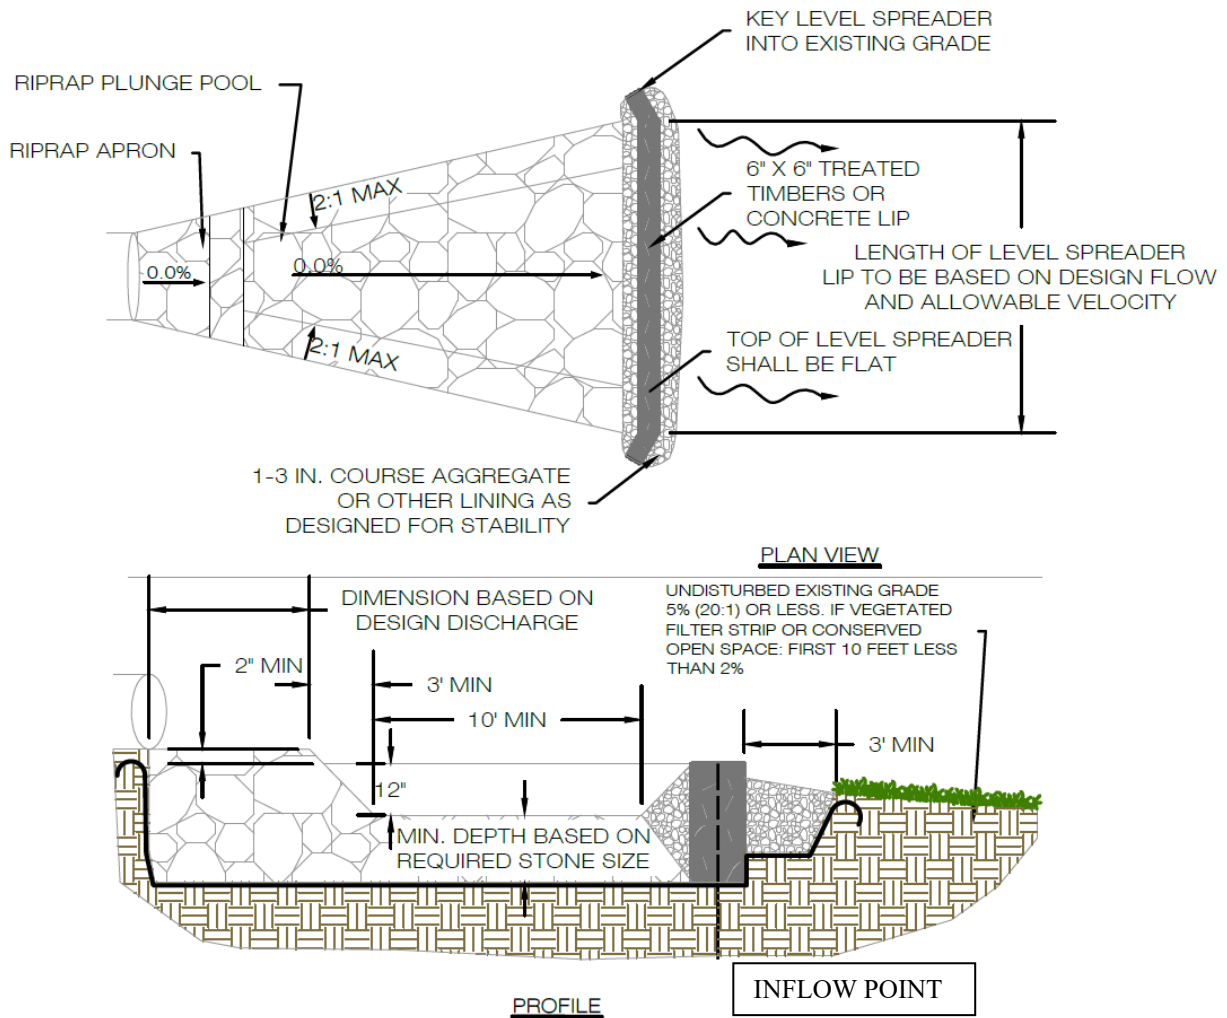 KEY LEVEL SPREADER
INTO EXISTING GRADE
RIPRAP PLUNGE POOL
RIPRAP APRON
2:1 MAX
6" X 6" TREATED
TIMBERS OR
CONCRETE LIP
0.0%
0.0%
LENGTH OF LEVEL SPREADER
LIP TO BE BASED ON DESIGN FLOW
AND ALLOWABLE VELOCITY
2:1 MAX
TOP OF LEVEL SPREADER
SHALL BE FLAT
1-3 IN. COURSE AGGREGATE
OR OTHER LINING AS
DESIGNED FOR STABILITY
PLAN VIEW
DIMENSION BASED ON
DESIGN DISCHARGE
UNDISTURBED EXISTING GRADE
5% (20:1) OR LESS. IF VEGETATED
FILTER STRIP OR CONSERVED
OPEN SPACE: FIRST 10 FEET LESS
THAN 2%
2" MIN
3' MIN
10' MIN
3' MIN
12"
MIN. DEPTH BASED ON
REQUIRED STONE SIZE
INFLOW POINT
PROFILE